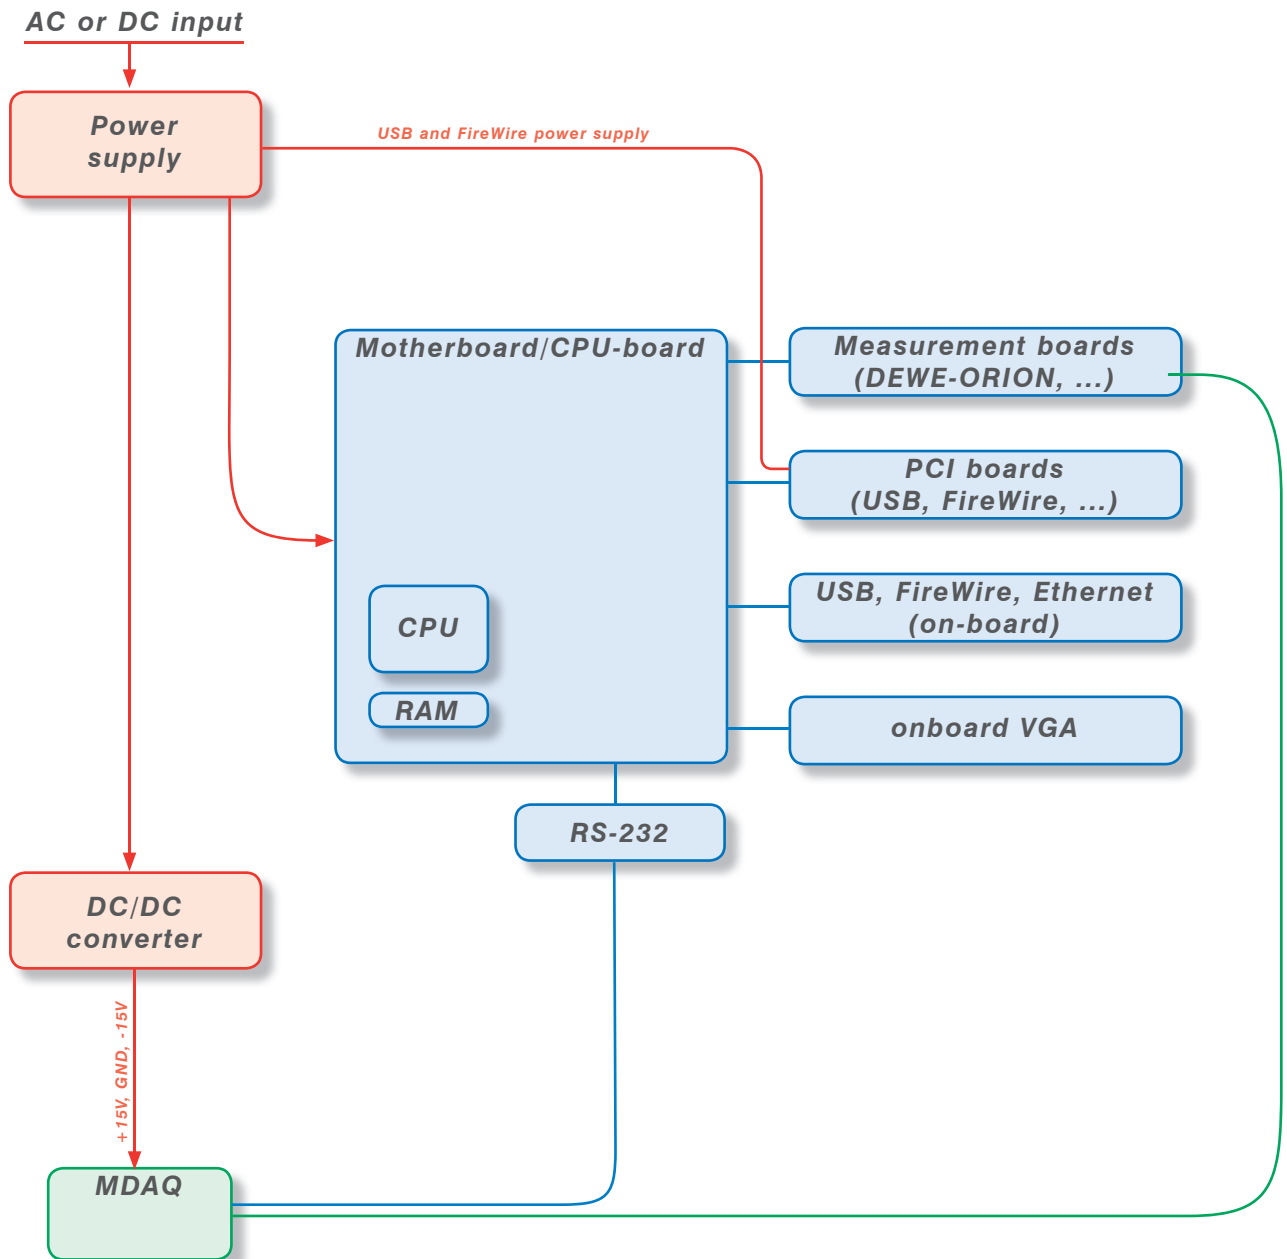 AC or DC input
Power
supply
USB and FireWire power supply
Motherboard/CPU-board
Measurement boards
(DEWE-ORION, ...)
PCI boards
(USB, FireWire, ...)
USB, FireWire, Ethernet
(on-board)
CPU
RAM
onboard VGA
RS-232
DC/DC
converter
+15V, GND, -15V
MDAQ